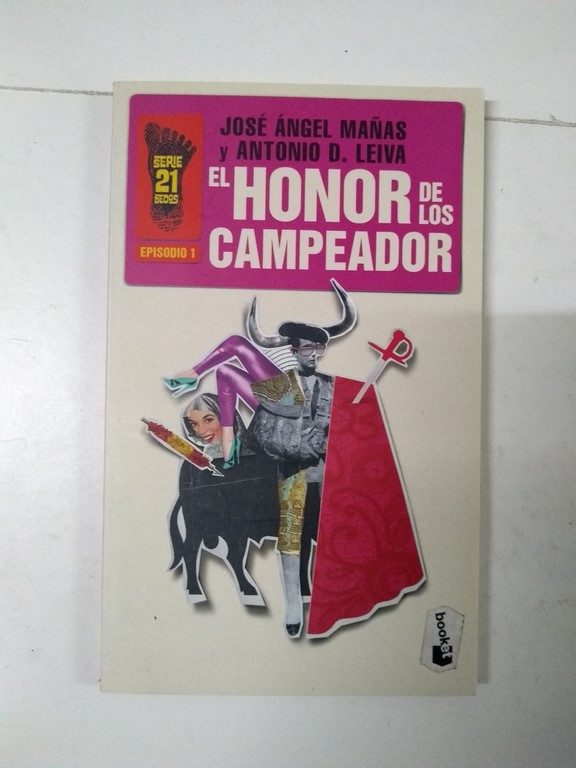 JOSÉ ÁNGEL MAÑAS
y ANTONIO D. LEIVA
EL HONOR DE LOS
CAMPEADOR
SERIE
21
DEDOS
EPISODIO 1
booket